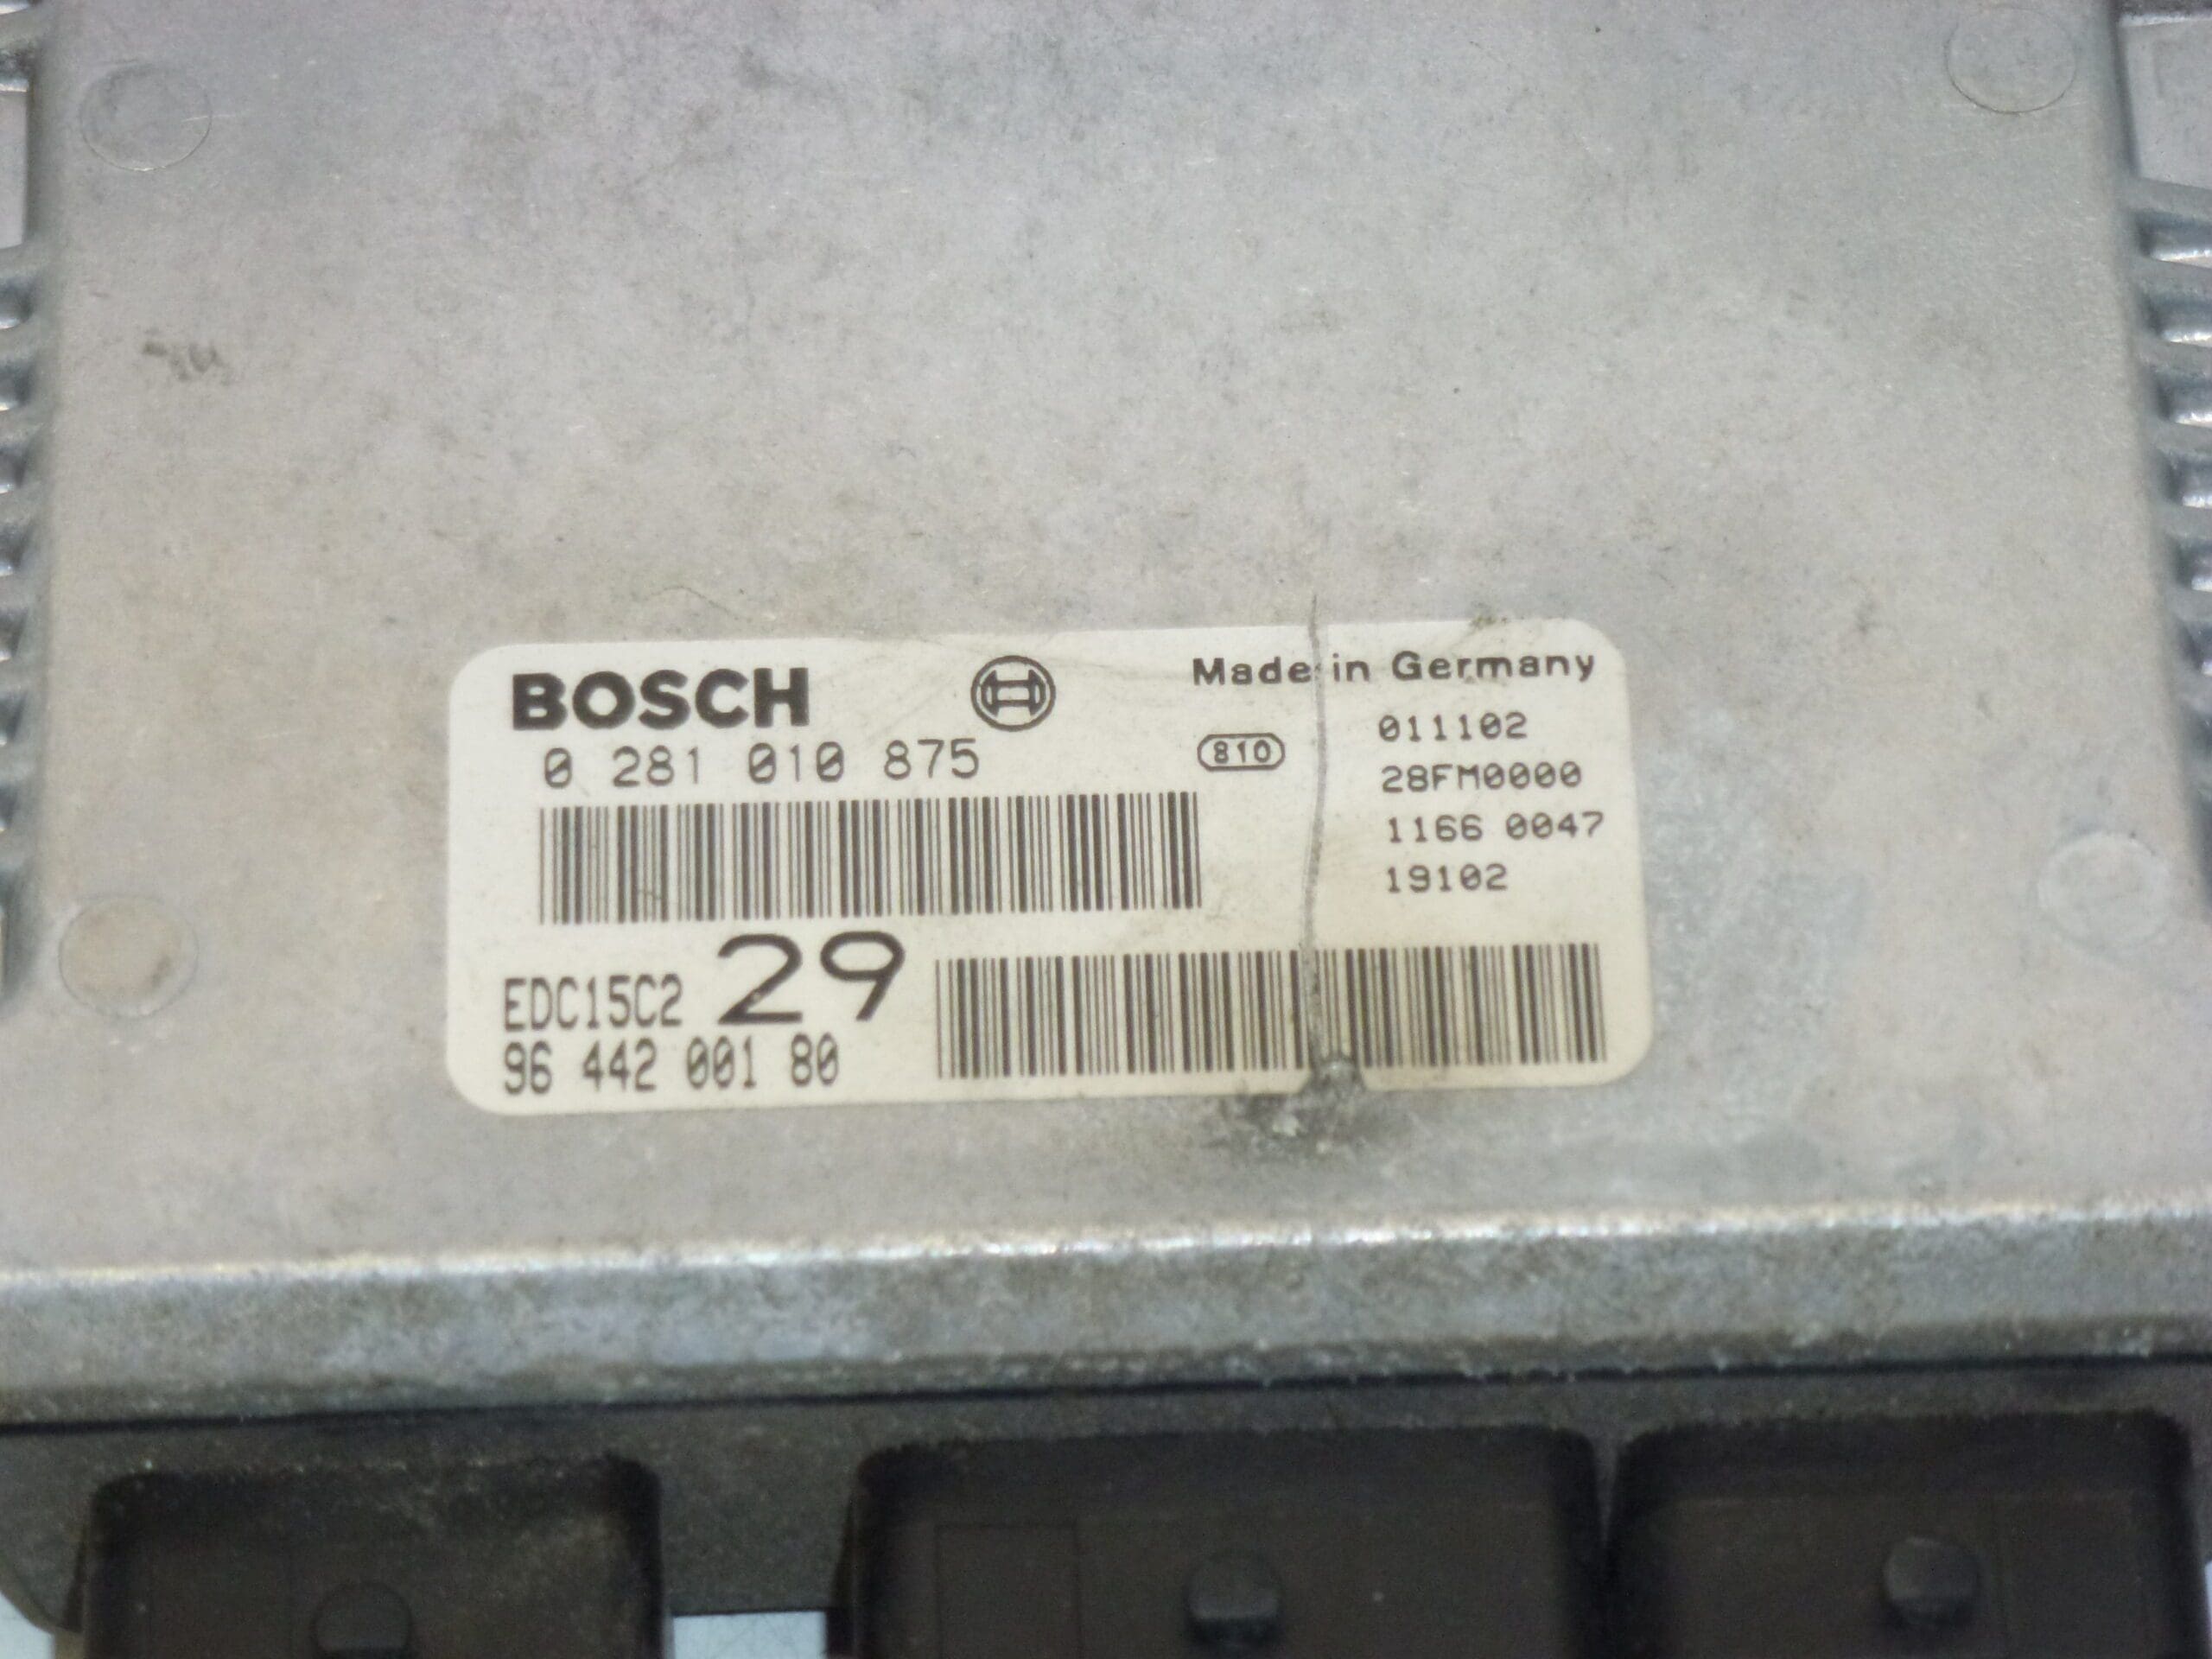 BOSCH
Made in Germany
0 281 010 875
810
011102
28FM0000
1166 0047
19102
EDC15C2 29
96 442 001 80